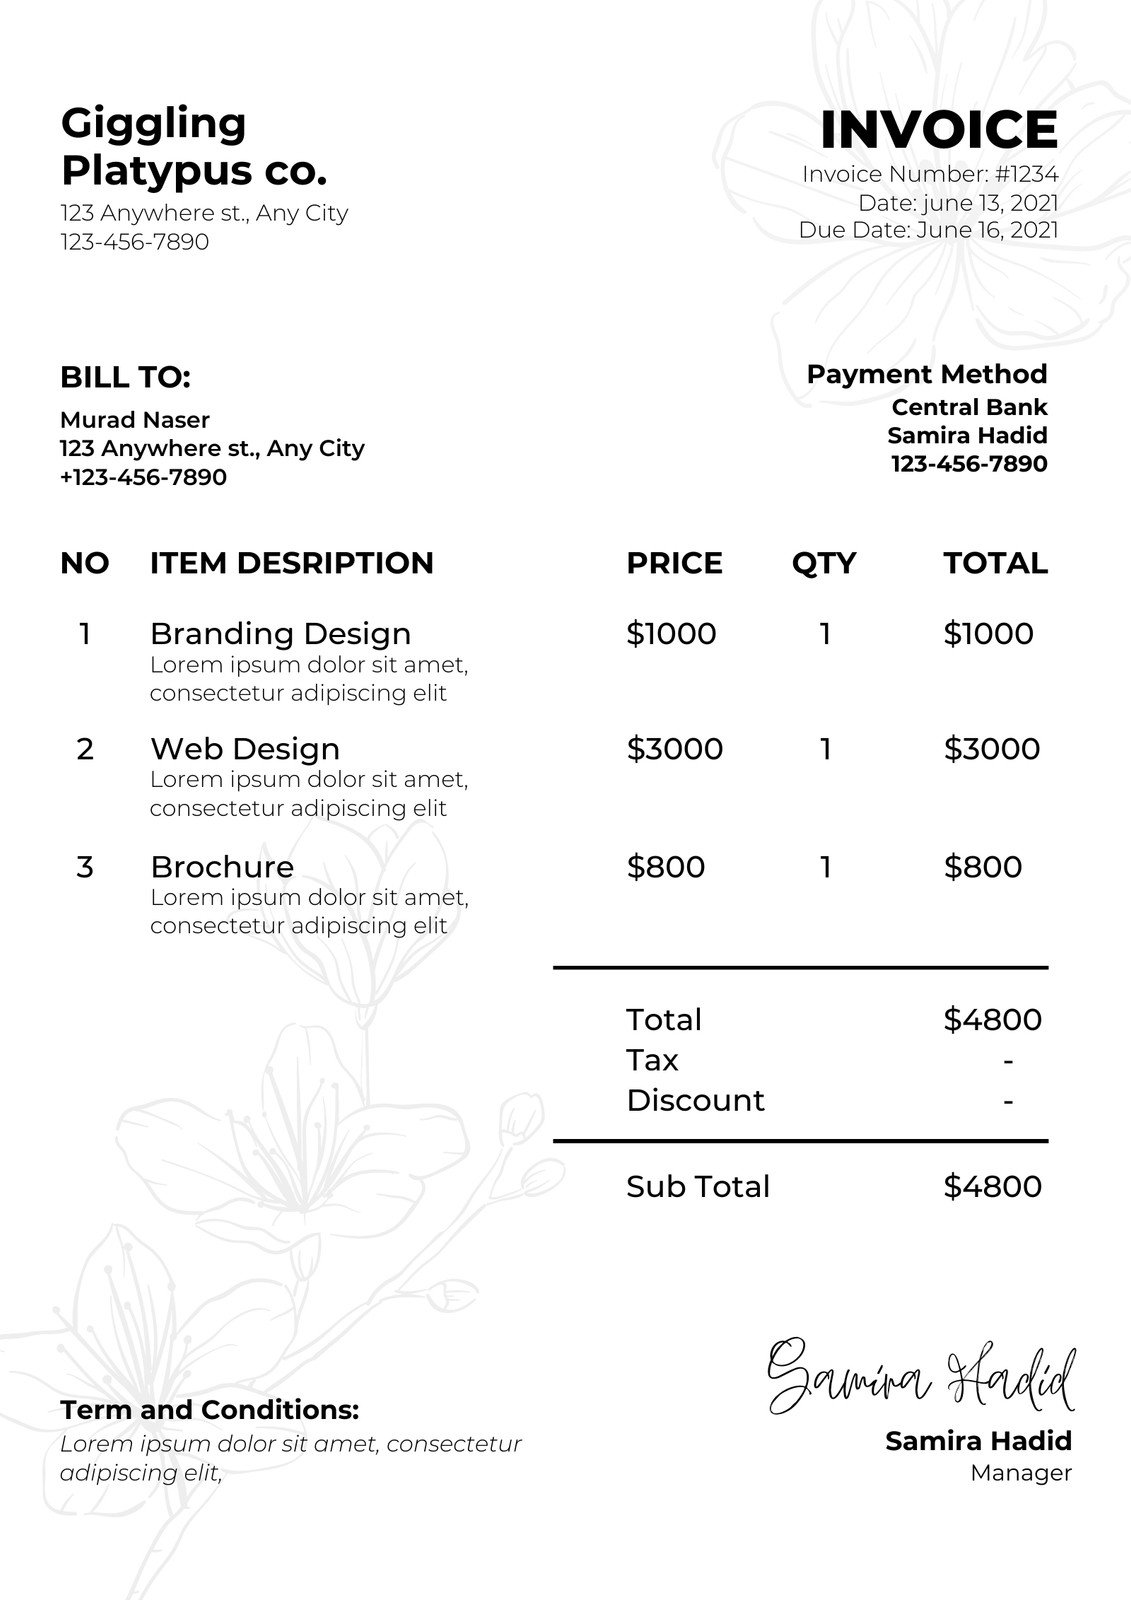 Giggling
Platypus co.
123 Anywhere st., Any City
123-456-7890
INVOICE
Invoice Number: #1234
Date: june 13, 2021
Due Date: June 16, 2021
BILL TO:
Murad Naser
123 Anywhere st., Any City
+123-456-7890
Payment Method
Central Bank
Samira Hadid
123-456-7890
NO ITEM DESRIPTION PRICE QTY TOTAL
1 Branding Design $1000 1 $1000
Lorem ipsum dolor sit amet,
consectetur adipiscing elit
2 Web Design $3000 1 $3000
Lorem ipsum dolor sit amet,
consectetur adipiscing elit
3 Brochure $800 1 $800
Lorem ipsum dolor sit amet,
consectetur adipiscing elit
Total $4800
Tax -
Discount -
Sub Total $4800
Samira Hadid
Samira Hadid
Manager
Term and Conditions:
Lorem ipsum dolor sit amet, consectetur
adipiscing elit,